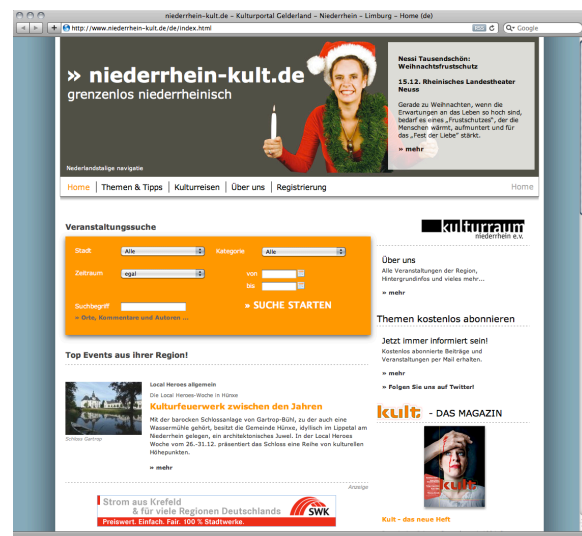 niederrhein-kult.de – Kulturportal Gelderland – Niederrhein – Limburg – Home (de)
http://www.niederrhein-kult.de/de/index.html
RSS
Google
» niederrhein-kult.de
grenzenlos niederrheinisch
Nederlandstalige navigatie
Nessi Tausendschön:
Weihnachtsfrustschutz
15.12. Rheinisches Landestheater
Neuss
Gerade zu Weihnachten, wenn die
Erwartungen an das Leben so hoch sind,
bedarf es eines „Frustschutzes", der die
Menschen wärmt, aufmuntert und für
das „Fest der Liebe" stärkt.
» mehr
Home | Themen & Tipps | Kulturreisen | Über uns | Registrierung
Home
Veranstaltungssuche
Stadt Alle Kategorie Alle
Zeitraum egal von
bis
Suchbegriff » SUCHE STARTEN
» Orte, Kommentare und Autoren ...
Top Events aus ihrer Region!
Local Heroes allgemein
Die Local Heroes-Woche in Hünxe
Kulturfeuerwerk zwischen den Jahren
Mit der barocken Schlossanlage von Gartrop-Bühl, zu der auch eine
Wassermühle gehört, besitzt die Gemeinde Hünxe, idyllisch im Lippetal am
Niederrhein gelegen, ein architektonisches Juwel. In der Local Heroes
Woche vom 26.-31.12. präsentiert das Schloss eine Reihe von kulturellen
Höhepunkten.
» mehr
Schloss Gartrop
Anzeige
Strom aus Krefeld
& für viele Regionen Deutschlands
Preiswert. Einfach. Fair. 100 % Stadtwerke.
SWK
kulturraum
niederrhein e.v.
Über uns
Alle Veranstaltungen der Region,
Hintergrundinfos und vieles mehr...
» mehr
Themen kostenlos abonnieren
Jetzt immer informiert sein!
Kostenlos abonnierte Beiträge und
Veranstaltungen per Mail erhalten.
» mehr
» Folgen Sie uns auf Twitter!
kult - DAS MAGAZIN
kult
Kult - das neue Heft